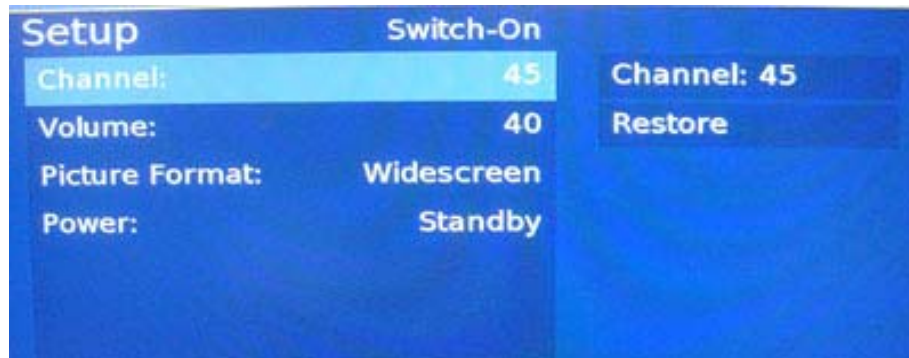 Setup Switch-On
Channel: 45
Volume: 40
Picture Format: Widescreen
Power: Standby
Channel: 45
Restore